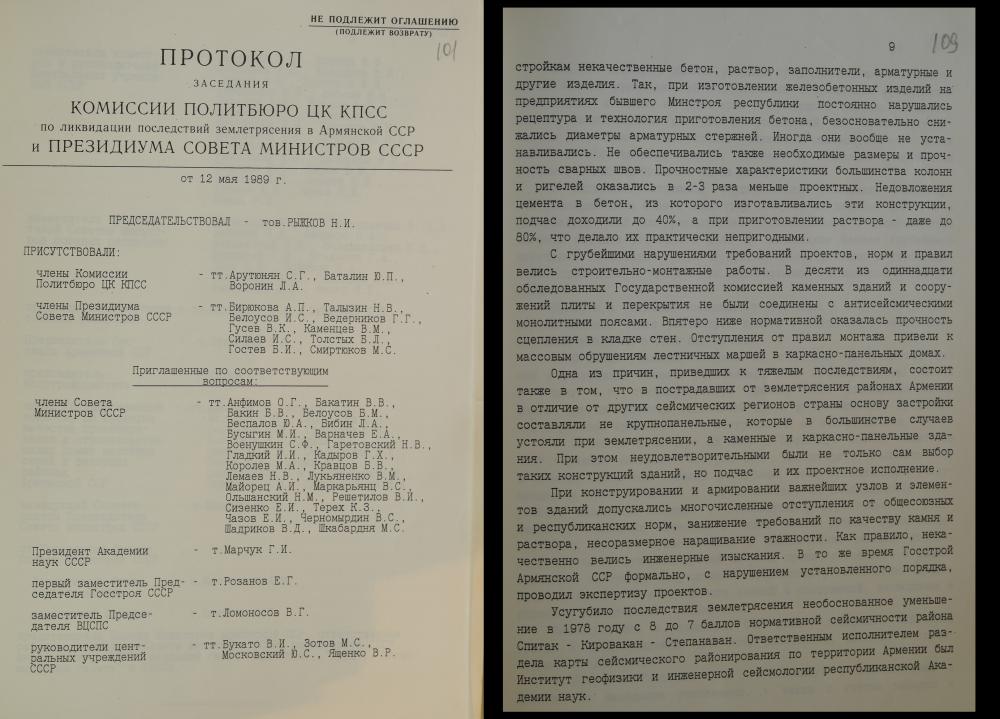 НЕ ПОДЛЕЖИТ ОГЛАШЕНИЮ
(ПОДЛЕЖИТ ВОЗВРАТУ)
101
ПРОТОКОЛ
ЗАСЕДАНИЯ
КОМИССИИ ПОЛИТБЮРО ЦК КПСС
по ликвидации последствий землетрясения в Армянской ССР
и ПРЕЗИДИУМА СОВЕТА МИНИСТРОВ СССР
от 12 мая 1989 г.
ПРЕДСЕДАТЕЛЬСТВОВАЛ - тов.РЫЖКОВ Н.И.
ПРИСУТСТВОВАЛИ:
члены Комиссии - тт.Арутюнян С.Г., Баталин Ю.П.,
Политбюро ЦК КПСС Воронин Л.А.
члены Президиума - тт.Бирюкова А.П., Талызин Н.В.,
Совета Министров СССР Белоусов И.С., Ведерников Г.Г.,
Гусев В.К., Каменцев В.М.,
Силаев И.С., Толстых Б.Л.,
Гостев Б.И., Смиртюков М.С.
Приглашенные по соответствующим
вопросам:
члены Совета - тт.Анфимов О.Г., Бакатин В.В.,
Министров СССР Бакин Б.В., Белоусов Б.М.,
Беспалов Ю.А., Бибин Л.А.,
Бусыгин М.И., Варначев Е.А.,
Военушкин С.Ф., Гаретовский Н.В.,
Гладкий И.И., Кадыров Г.Х.,
Королев М.А., Кравцов Б.В.,
Лемаев Н.В., Лукьяненко В.М.,
Майорец А.И., Маркарьянц В.С.,
Ольшанский Н.М., Решетилов В.И.,
Сизенко Е.И., Терех К.З.,
Чазов Е.И., Черномырдин В.С.,
Шадриков В.Д., Шкабардня М.С.
Президент Академии - т.Марчук Г.И.
наук СССР
первый заместитель Пред- - т.Розанов Е.Г.
седателя Госстроя СССР
заместитель Председ- - т.Ломоносов В.Г.
дателя ВЦСПС
руководители цент- - тт.Букато В.И., Зотов М.С.,
ральных учреждений Московский Ю.С., Ященко В.Р.
СССР
9
109
стройкам некачественные бетон, раствор, заполнители, арматурные и
другие изделия. Так, при изготовлении железобетонных изделий на
предприятиях бывшего Минстроя республики постоянно нарушались
рецептура и технология приготовления бетона, безосновательно сни-
жались диаметры арматурных стержней. Иногда они вообще не уста-
навливались. Не обеспечивались также необходимые размеры и проч-
ность сварных швов. Прочностные характеристики большинства колонн
и ригелей оказались в 2-3 раза меньше проектных. Недовложения
цемента в бетон, из которого изготавливались эти конструкции,
подчас доходили до 40%, а при приготовлении раствора - даже до
80%, что делало их практически непригодными.
С грубейшими нарушениями требований проектов, норм и правил
велись строительно-монтажные работы. В десяти из одиннадцати
обследованных Государственной комиссией каменных зданий и соору-
жений плиты и перекрытия не были соединены с антисейсмическими
монолитными поясами. Впятеро ниже нормативной оказалась прочность
сцепления в кладке стен. Отступления от правил монтажа привели к
массовым обрушениям лестничных маршей в каркасно-панельных домах.
Одна из причин, приведших к тяжелым последствиям, состоит
также в том, что в пострадавших от землетрясения районах Армении
в отличие от других сейсмических регионов страны основу застройки
составляли не крупнопанельные, которые в большинстве случаев
устояли при землетрясении, а каменные и каркасно-панельные зда-
ния. При этом неудовлетворительными были не только сам выбор
таких конструкций зданий, но подчас и их проектное исполнение.
При конструировании и армировании важнейших узлов и элемен-
тов зданий допускались многочисленные отступления от общесоюзных
и республиканских норм, занижение требований по качеству камня и
раствора, несоразмерное наращивание этажности. Как правило, нека-
чественно велись инженерные изыскания. В то же время Госстрой
Армянской ССР формально, с нарушением установленного порядка,
проводил экспертизу проектов.
Усугубило последствия землетрясения необоснованное уменьше-
ние в 1978 году с 8 до 7 баллов нормативной сейсмичности района
Спитак - Кировакан - Степанаван. Ответственным исполнителем раз-
дела карты сейсмического районирования по территории Армении был
Институт геофизики и инженерной сейсмологии республиканской Ака-
демии наук.